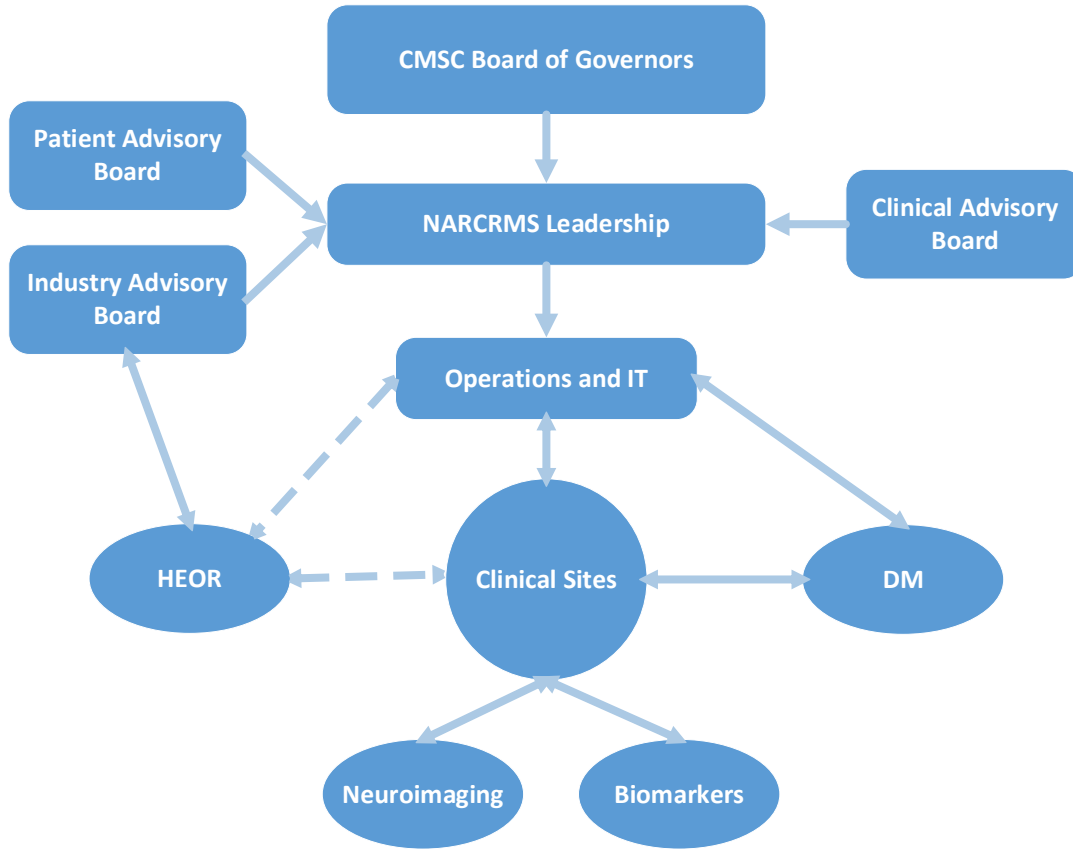 CMSC Board of Governors
Patient Advisory
Board
NARCRMS Leadership
Clinical Advisory
Board
Industry Advisory
Board
Operations and IT
HEOR
Clinical Sites
DM
Neuroimaging
Biomarkers